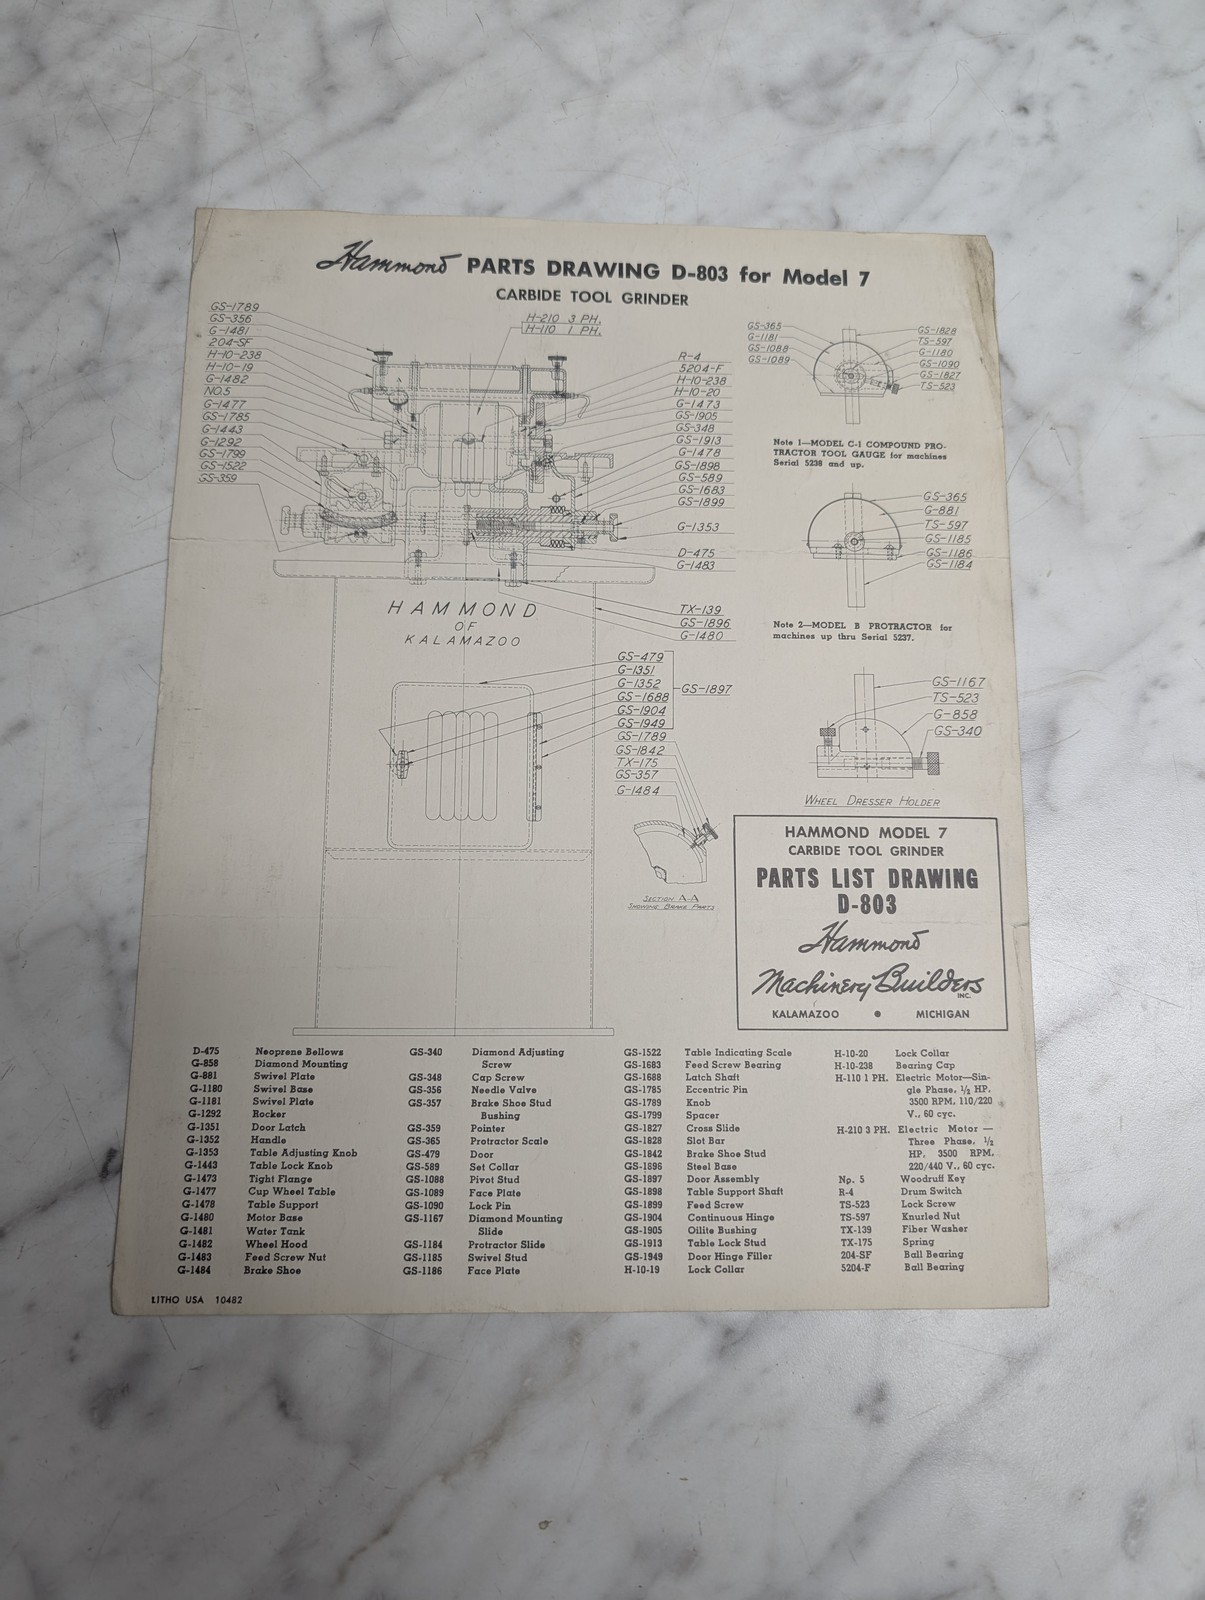 Hammond PARTS DRAWING D-803 for Model 7
CARBIDE TOOL GRINDER
GS-1789
GS-356
G-1481
204-SF
H-10-238
H-10-19
G-1482
NO.5
G-1477
GS-1785
G-1443
G-1292
GS-1799
GS-1522
GS-359
H-210 3 PH.
H-110 1 PH.
R-4
5204-F
H-10-238
H-10-20
G-1473
GS-1905
GS-348
GS-1913
G-1478
GS-1898
GS-589
GS-1683
GS-1899
G-1353
D-475
G-1483
TX-139
GS-1896
G-1480
HAMMOND
OF
KALAMAZOO
GS-479
G-1351
G-1352
GS-1688
GS-1904
GS-1949
GS-1897
GS-1789
GS-1842
TX-175
GS-357
G-1484
SECTION A-A
SHOWING BRAKE PARTS
GS-365
G-1181
GS-1088
GS-1089
GS-1828
TS-597
G-1180
GS-1090
GS-1827
TS-523
Note 1—MODEL C-1 COMPOUND PRO-
TRACTOR TOOL GAUGE for machines
Serial 5238 and up.
GS-365
G-881
TS-597
GS-1185
GS-1186
GS-1184
Note 2—MODEL B PROTRACTOR for
machines up thru Serial 5237.
GS-1167
TS-523
G-858
GS-340
WHEEL DRESSER HOLDER
HAMMOND MODEL 7
CARBIDE TOOL GRINDER
PARTS LIST DRAWING
D-803
Hammond
Machinery Builders
INC.
KALAMAZOO • MICHIGAN
D-475 Neoprene Bellows
G-858 Diamond Mounting
G-881 Swivel Plate
G-1180 Swivel Base
G-1181 Swivel Plate
G-1292 Rocker
G-1351 Door Latch
G-1352 Handle
G-1353 Table Adjusting Knob
G-1443 Table Lock Knob
G-1473 Tight Flange
G-1477 Cup Wheel Table
G-1478 Table Support
G-1480 Motor Base
G-1481 Water Tank
G-1482 Wheel Hood
G-1483 Feed Screw Nut
G-1484 Brake Shoe
GS-340 Diamond Adjusting
Screw
GS-348 Cap Screw
GS-356 Needle Valve
GS-357 Brake Shoe Stud
Bushing
GS-359 Pointer
GS-365 Protractor Scale
GS-479 Door
GS-589 Set Collar
GS-1088 Pivot Stud
GS-1089 Face Plate
GS-1090 Lock Pin
GS-1167 Diamond Mounting
Slide
GS-1184 Protractor Slide
GS-1185 Swivel Stud
GS-1186 Face Plate
GS-1522 Table Indicating Scale
GS-1683 Feed Screw Bearing
GS-1688 Latch Shaft
GS-1785 Eccentric Pin
GS-1789 Knob
GS-1799 Spacer
GS-1827 Cross Slide
GS-1828 Slot Bar
GS-1842 Brake Shoe Stud
GS-1896 Steel Base
GS-1897 Door Assembly
GS-1898 Table Support Shaft
GS-1899 Feed Screw
GS-1904 Continuous Hinge
GS-1905 Oilite Bushing
GS-1913 Table Lock Stud
GS-1949 Door Hinge Filler
H-10-19 Lock Collar
H-10-20 Lock Collar
H-10-238 Bearing Cap
H-110 1 PH. Electric Motor—Sin-
gle Phase, ½ HP.
3500 RPM, 110/220
V., 60 cyc.
H-210 3 PH. Electric Motor —
Three Phase, ½
HP, 3500 RPM.
220/440 V., 60 cyc.
No. 5 Woodruff Key
R-4 Drum Switch
TS-523 Lock Screw
TS-597 Knurled Nut
TX-139 Fiber Washer
TX-175 Spring
204-SF Ball Bearing
5204-F Ball Bearing
LITHO USA 10482